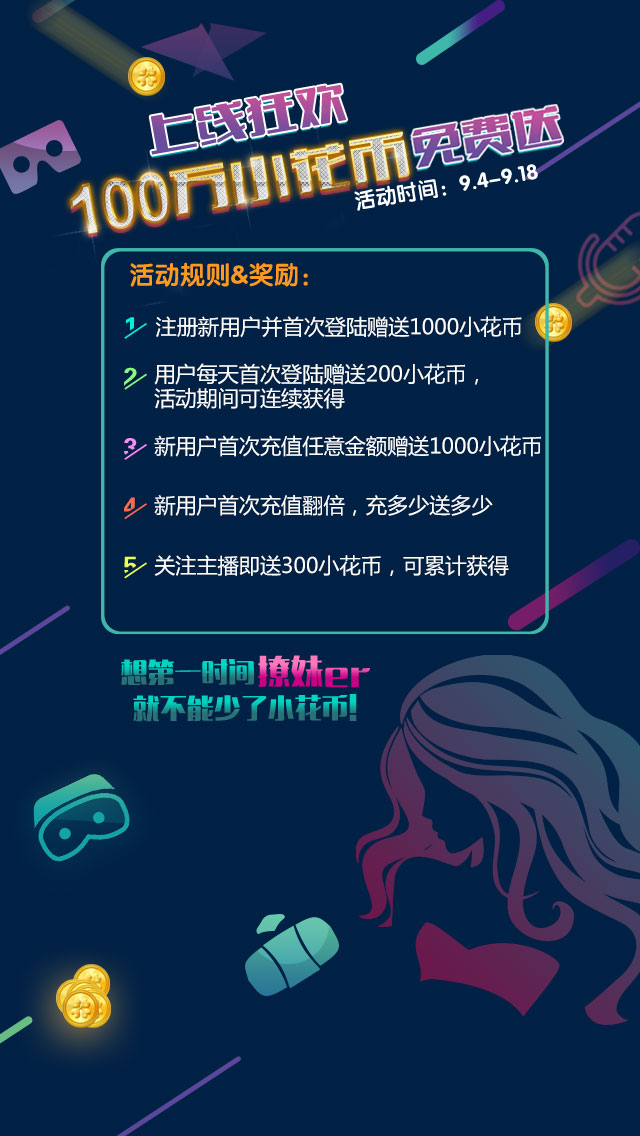 上线狂欢
100万小花币免费送
活动时间：9.4-9.18
活动规则&奖励：
1 注册新用户并首次登陆赠送1000小花币
2 用户每天首次登陆赠送200小花币，
活动期间可连续获得
3 新用户首次充值任意金额赠送1000小花币
4 新用户首次充值翻倍，充多少送多少
5 关注主播即送300小花币，可累计获得
想第一时间撩妹er
就不能少了小花币!